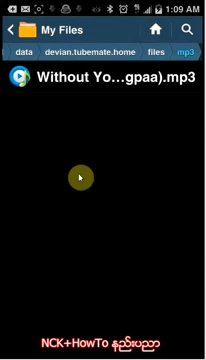 1:09 AM
My Files
data devian.tubemate.home files mp3
Without Yo...gpaa).mp3
NCK+HowTo နည်းပညာ